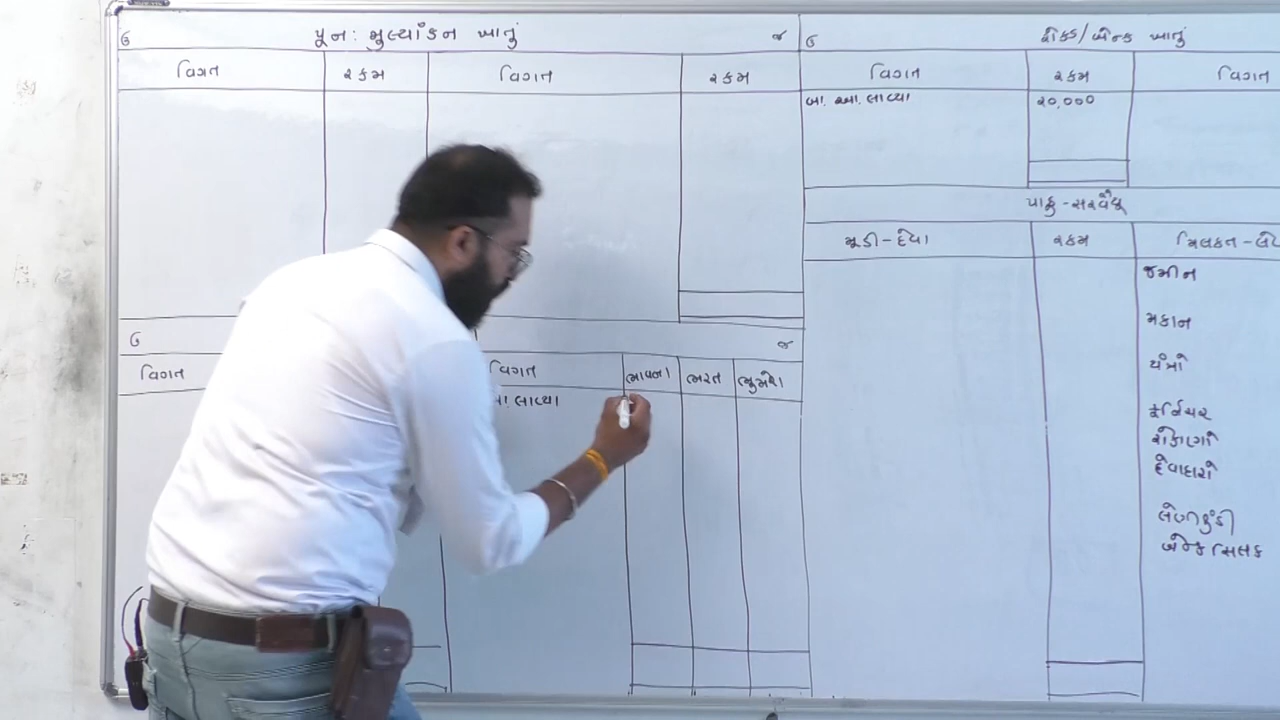 ઉ પૂન: મુલ્યાંકન ખાતું જ
વિગત રકમ વિગત રકમ
ઉ જ
વિગત વિગત ભાવના ભરત ભુમેશ
આ. લાવ્યા
ઉ રોકડ/બેન્ક ખાતું
વિગત રકમ વિગત
બા. આ. લાવ્યા ૨૦,૦૦૦
પાકુ-સરવૈયુ
મૂડી-દેવા રકમ મિલકત-લે
જમીન
મકાન
યંત્રો
ફર્નિચર
રોકાણો
દેવાદારો
લેણીહુંડી
બેન્ક સિલક